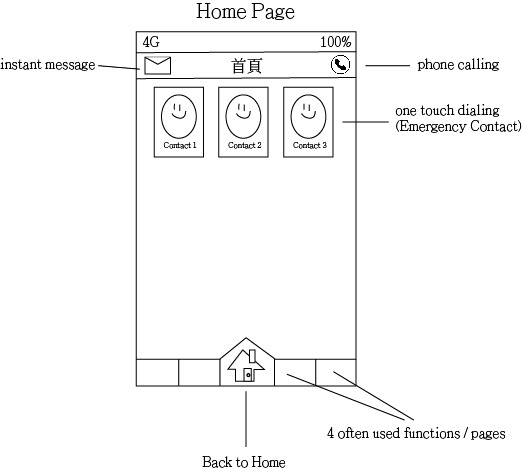 Home Page
4G 100%
instant message
首頁
phone calling
one touch dialing
(Emergency Contact)
Contact 1 Contact 2 Contact 3
4 often used functions / pages
Back to Home